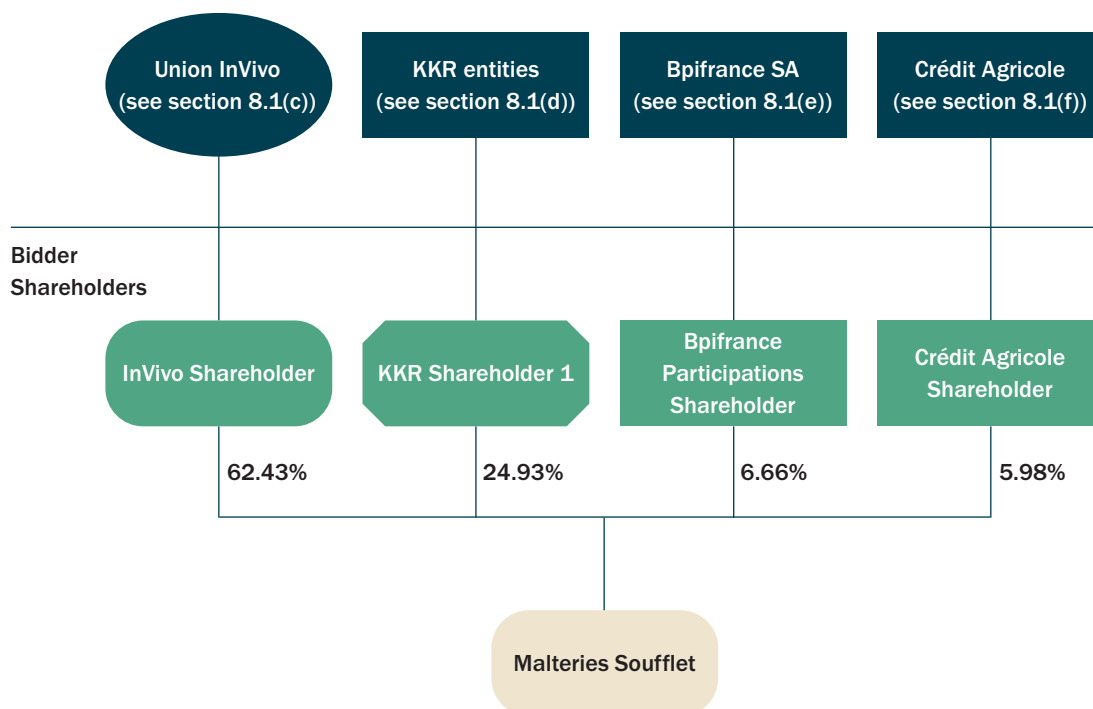 Union InVivo
(see section 8.1(c))
KKR entities
(see section 8.1(d))
Bpifrance SA
(see section 8.1(e))
Crédit Agricole
(see section 8.1(f))
Bidder
Shareholders
InVivo Shareholder
KKR Shareholder 1
Bpifrance
Participations
Shareholder
Crédit Agricole
Shareholder
62.43%
24.93%
6.66%
5.98%
Malteries Soufflet